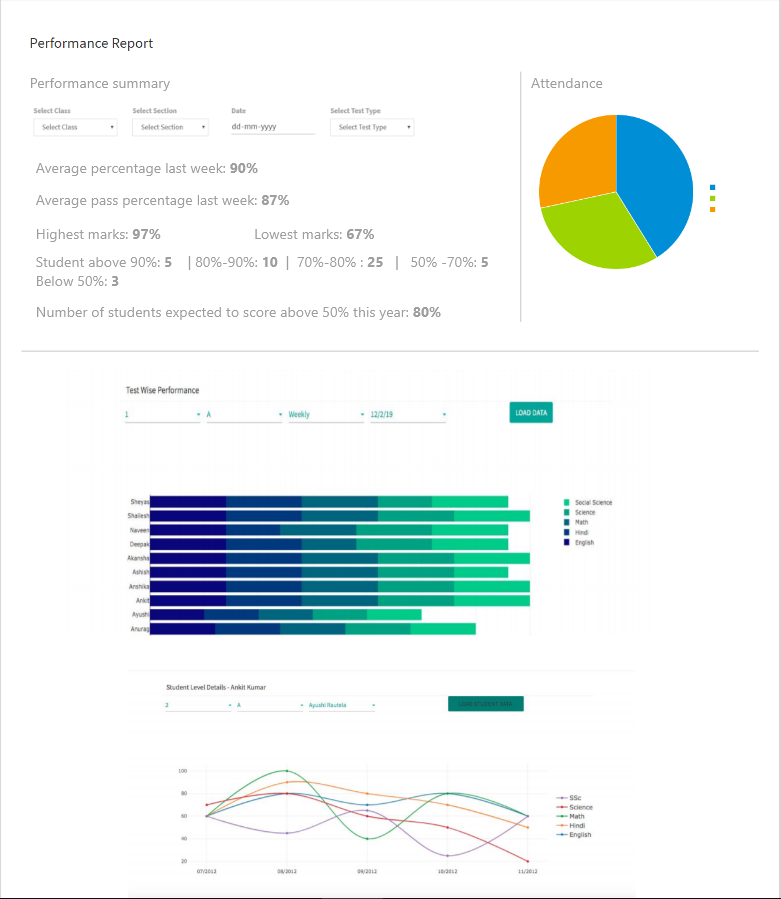 Performance Report
Performance summary
Attendance
Select Class Select Section Date Select Test Type
Select Class Select Section dd-mm-yyyy Select Test Type
Average percentage last week: 90%
Average pass percentage last week: 87%
Highest marks: 97% Lowest marks: 67%
Student above 90%: 5 | 80%-90%: 10 | 70%-80% : 25 | 50% -70%: 5
Below 50%: 3
Number of students expected to score above 50% this year: 80%
Test Wise Performance
1 A Weekly 12/2/19 LOAD DATA
Sheyas
Shailesh
Naveen
Deepak
Akansha
Ashish
Anshika
Ankit
Ayushi
Anurag
Social Science
Science
Math
Hindi
English
Student Level Details - Ankit Kumar
2 A Ayushi Rautela
100
80
60
40
20
07/2012 08/2012 09/2012 10/2012 11/2012
SSc
Science
Math
Hindi
English